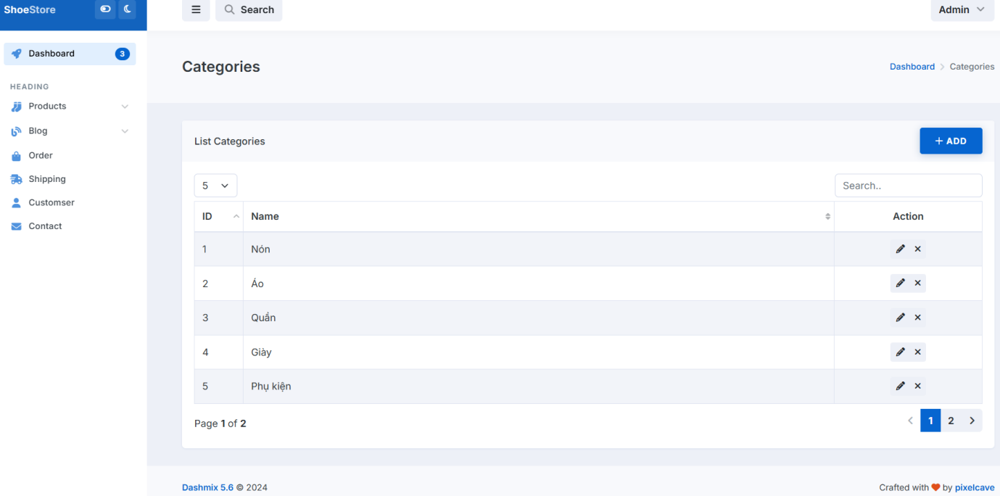 ShoeStore
Search
Admin
Dashboard 3
HEADING
Products
Blog
Order
Shipping
Customser
Contact
Categories
Dashboard Categories
List Categories
+ ADD
5
Search..
ID Name Action
1 Nón
2 Áo
3 Quần
4 Giày
5 Phụ kiện
Page 1 of 2
1 2
Dashmix 5.6 © 2024
Crafted with by pixelcave